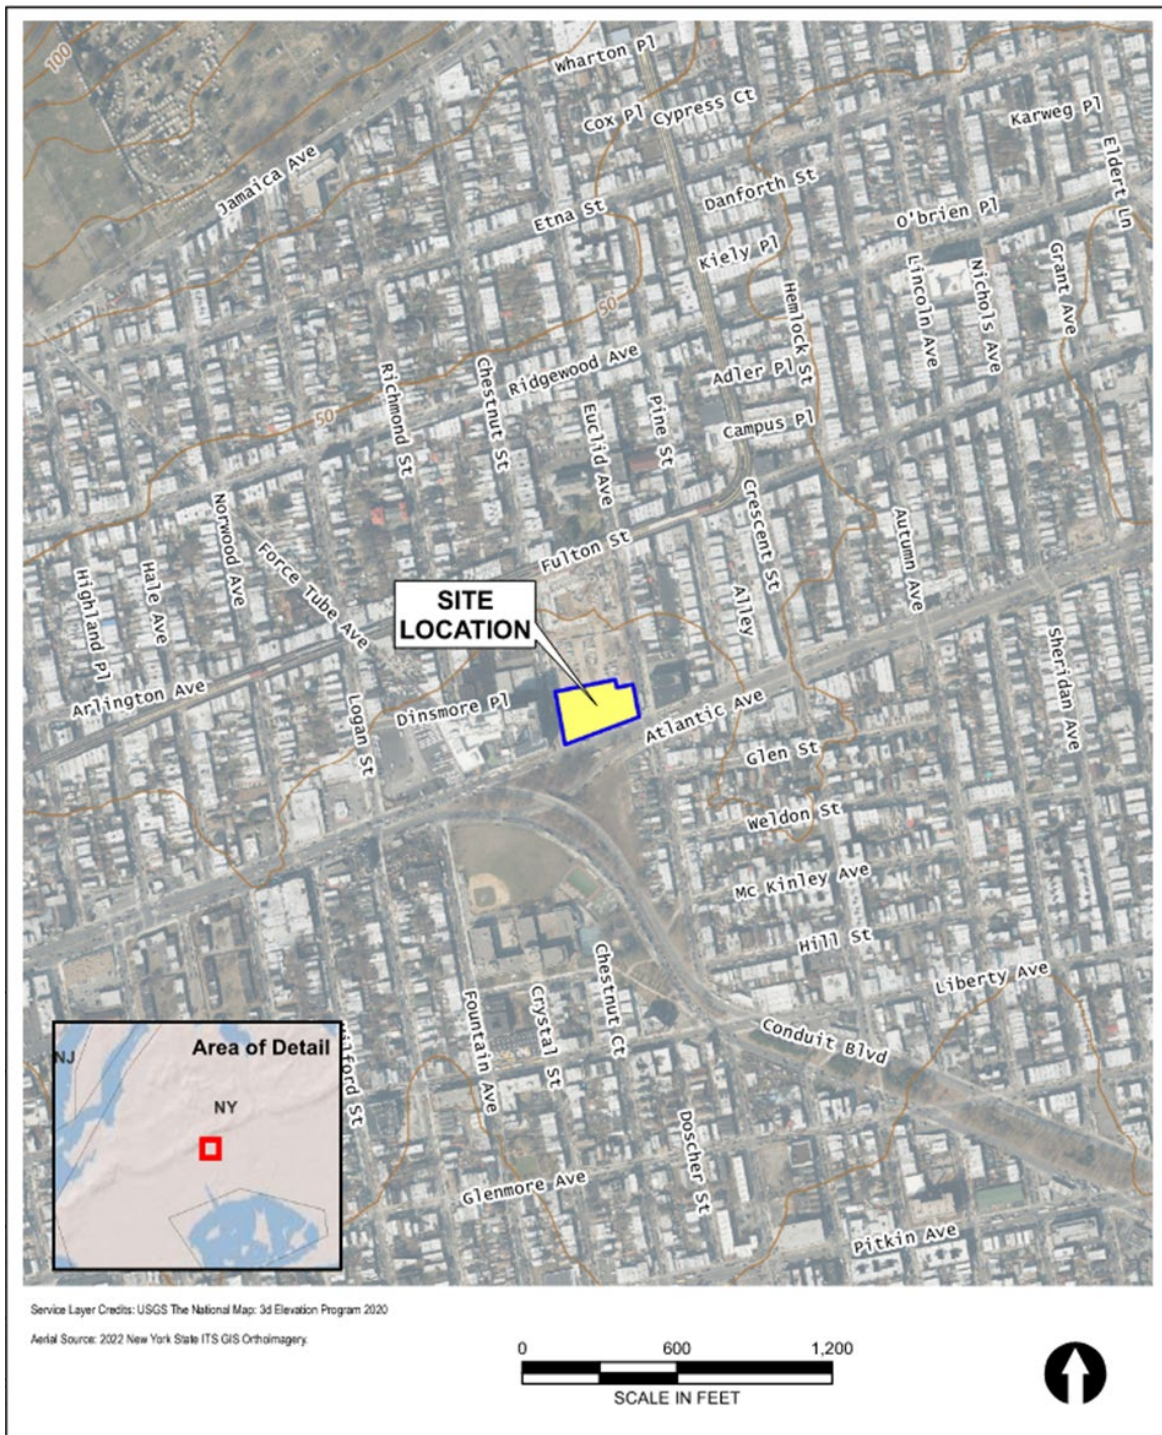 100
Wharton Pl
Cox Pl
Cypress Ct
Karweg Pl
Eldert Ln
Jamaica Ave
Danforth St
Etna St
O'brien Pl
Kiely Pl
Lincoln Ave
Nichols Ave
Grant Ave
50
Hemlock St
Ridgewood Ave
Adler Pl
Richmond St
Chestnut St
50
Euclid Ave
Pine St
Campus Pl
Norwood Ave
Crescent St
Autumn Ave
Force Tube Ave
Fulton St
Highland Pl
Hale Ave
Alley
SITE
LOCATION
Sheridan Ave
Arlington Ave
Logan St
Dinsmore Pl
Atlantic Ave
Glen St
Weldon St
Mc Kinley Ave
Hill St
Liberty Ave
Chestnut Ct
Fountain Ave
Crystal St
Conduit Blvd
Area of Detail
NJ
NY
ilford St
Doscher St
Glenmore Ave
Pitkin Ave
Service Layer Credits: USGS The National Map: 3d Elevation Program 2020
Aerial Source: 2022 New York State ITS GIS Orthoimagery.
0 600 1,200
SCALE IN FEET